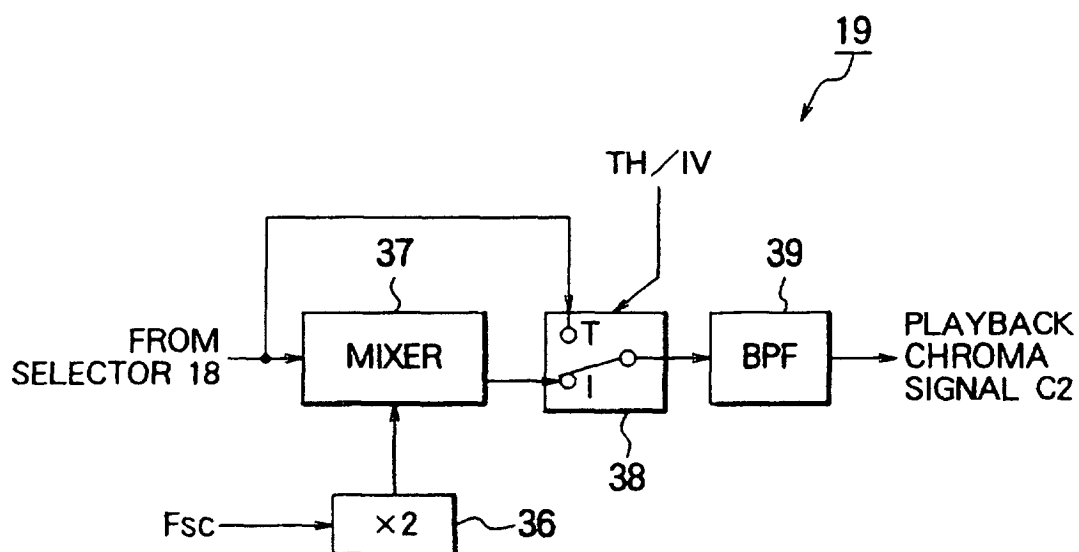 19
TH/IV
37
39
FROM
SELECTOR 18
MIXER
T
I
BPF
PLAYBACK
CHROMA
SIGNAL C2
38
Fsc
×2
36